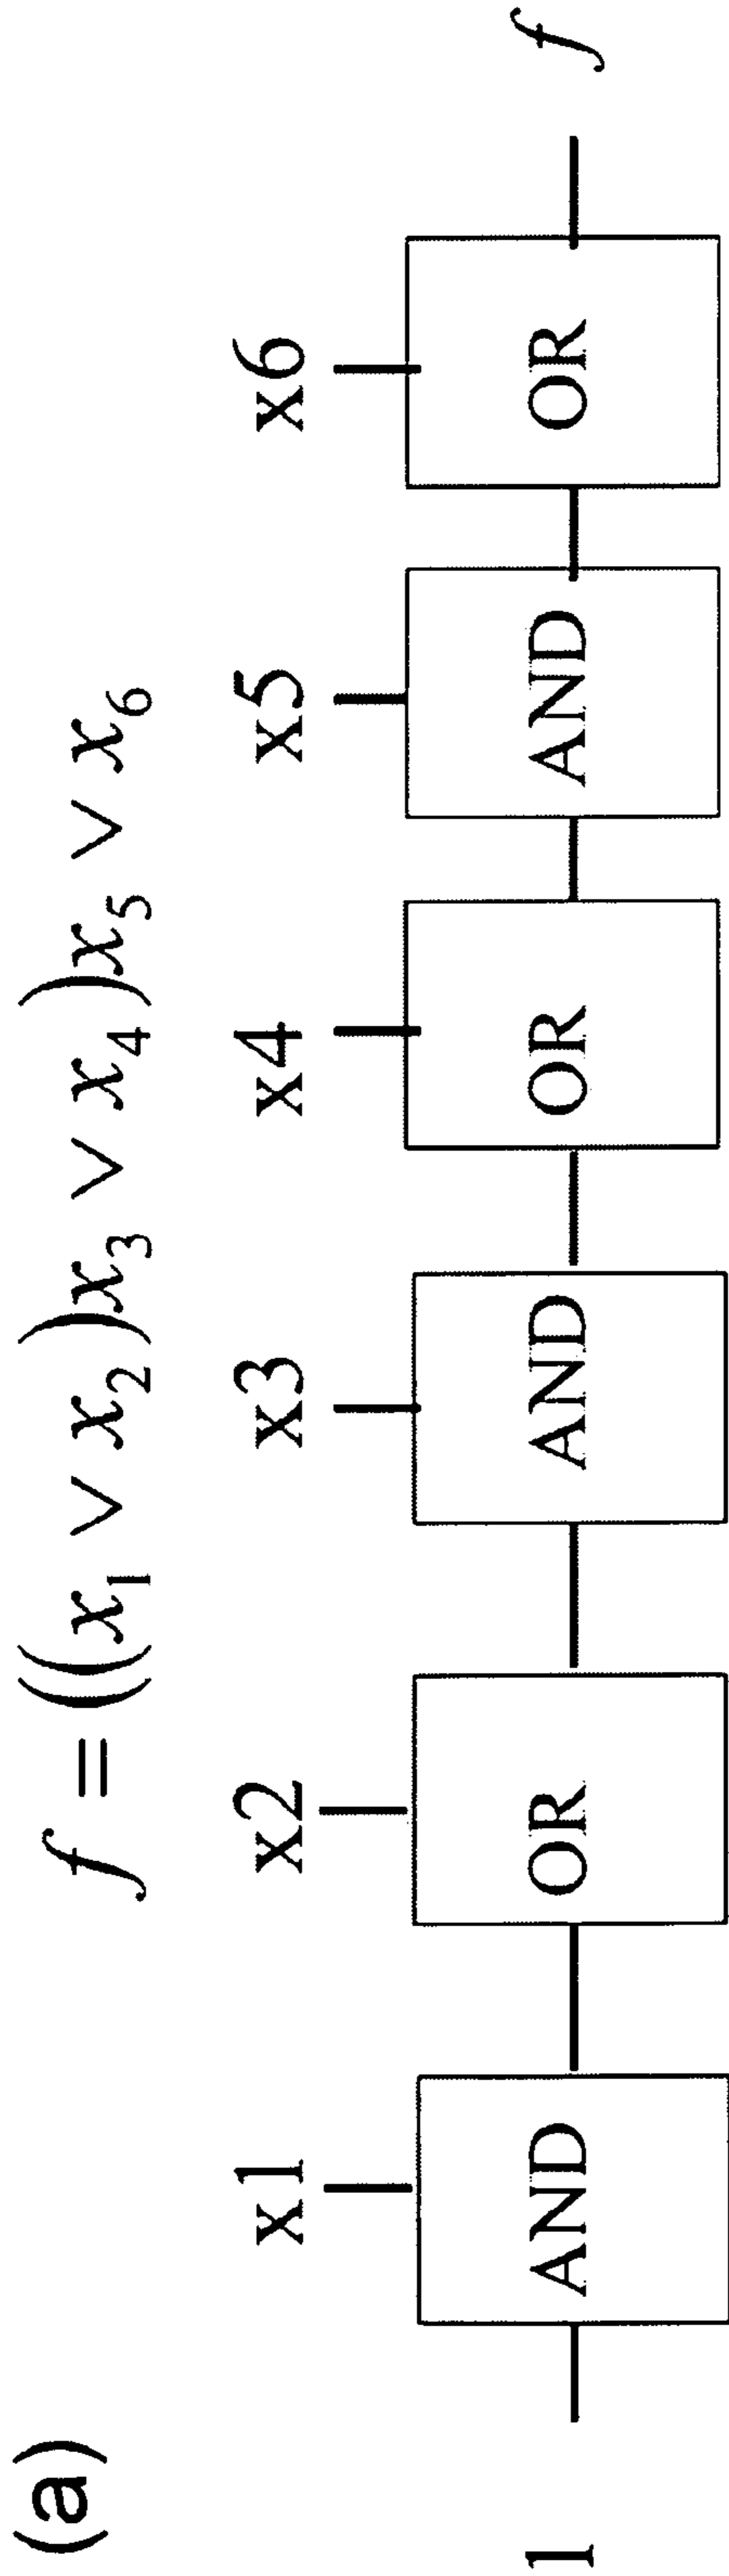 (a)
f = (((x₁ ∨ x₂)x₃ ∨ x₄)x₅ ∨ x₆
x1 x2 x3 x4 x5 x6
1 AND OR AND OR AND OR f